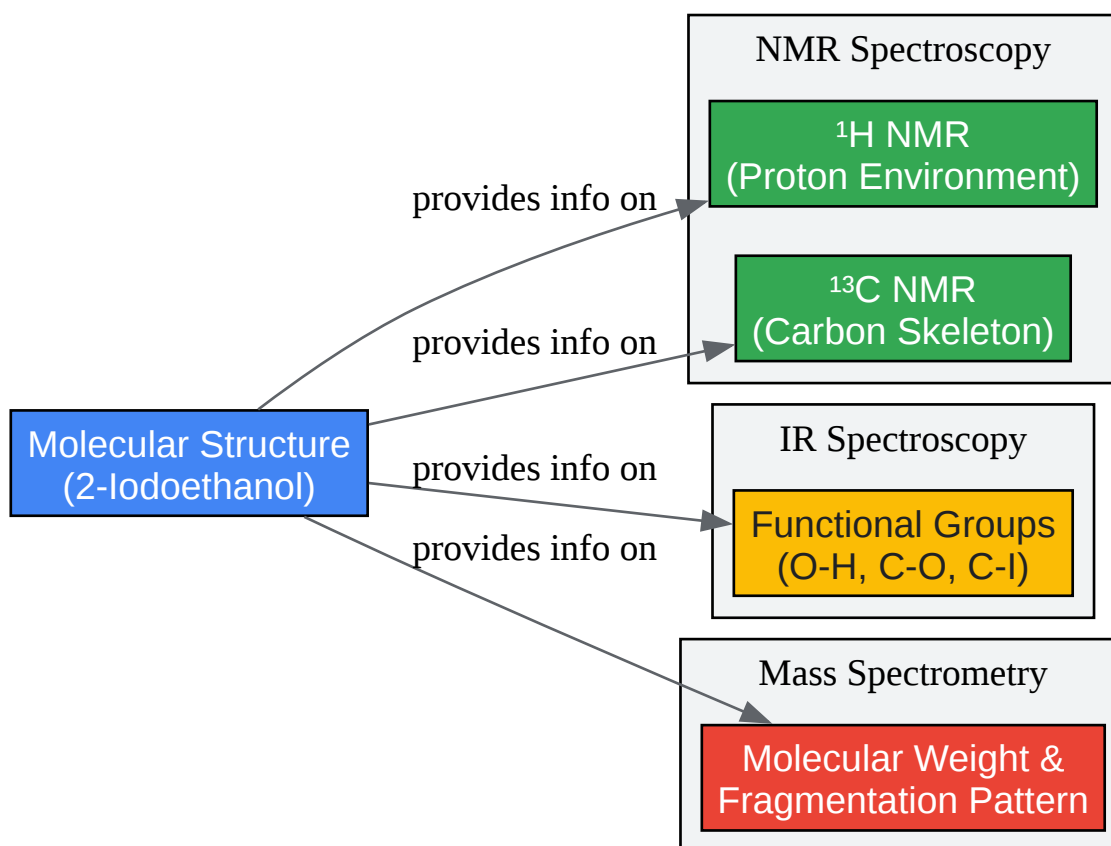 NMR Spectroscopy
¹H NMR
(Proton Environment)
provides info on
¹³C NMR
(Carbon Skeleton)
provides info on
Molecular Structure
(2-Iodoethanol)
IR Spectroscopy
provides info on
Functional Groups
(O-H, C-O, C-I)
provides info on
Mass Spectrometry
Molecular Weight &
Fragmentation Pattern